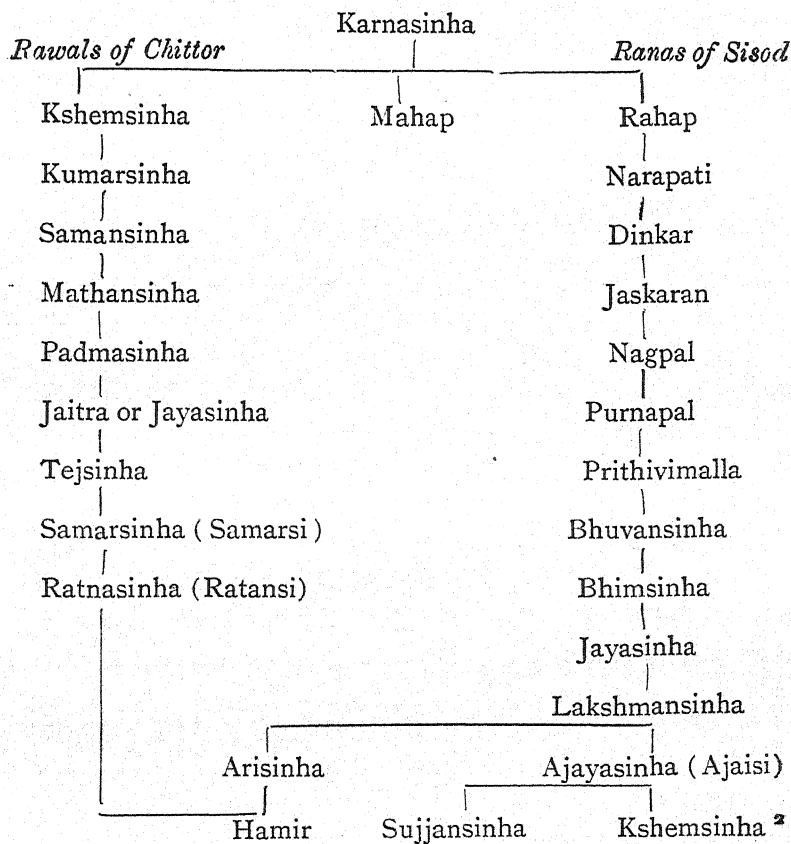 Karnasinha
Rawals of Chittor Ranas of Sisod
Kshemsinha Mahap Rahap
Kumarsinha Narapati
Samansinha Dinkar
Mathansinha Jaskaran
Padmasinha Nagpal
Jaitra or Jayasinha Purnapal
Tejsinha Prithivimalla
Samarsinha ( Samarsi ) Bhuvansinha
Ratnasinha (Ratansi) Bhimsinha
Jayasinha
Lakshmansinha
Arisinha Ajayasinha ( Ajaisi )
Hamir Sujjansinha Kshemsinha ²